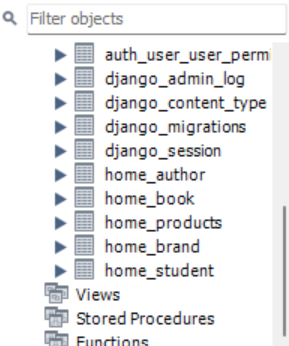 Filter objects
auth_user_user_permi
django_admin_log
django_content_type
django_migrations
django_session
home_author
home_book
home_products
home_brand
home_student
Views
Stored Procedures
Functions